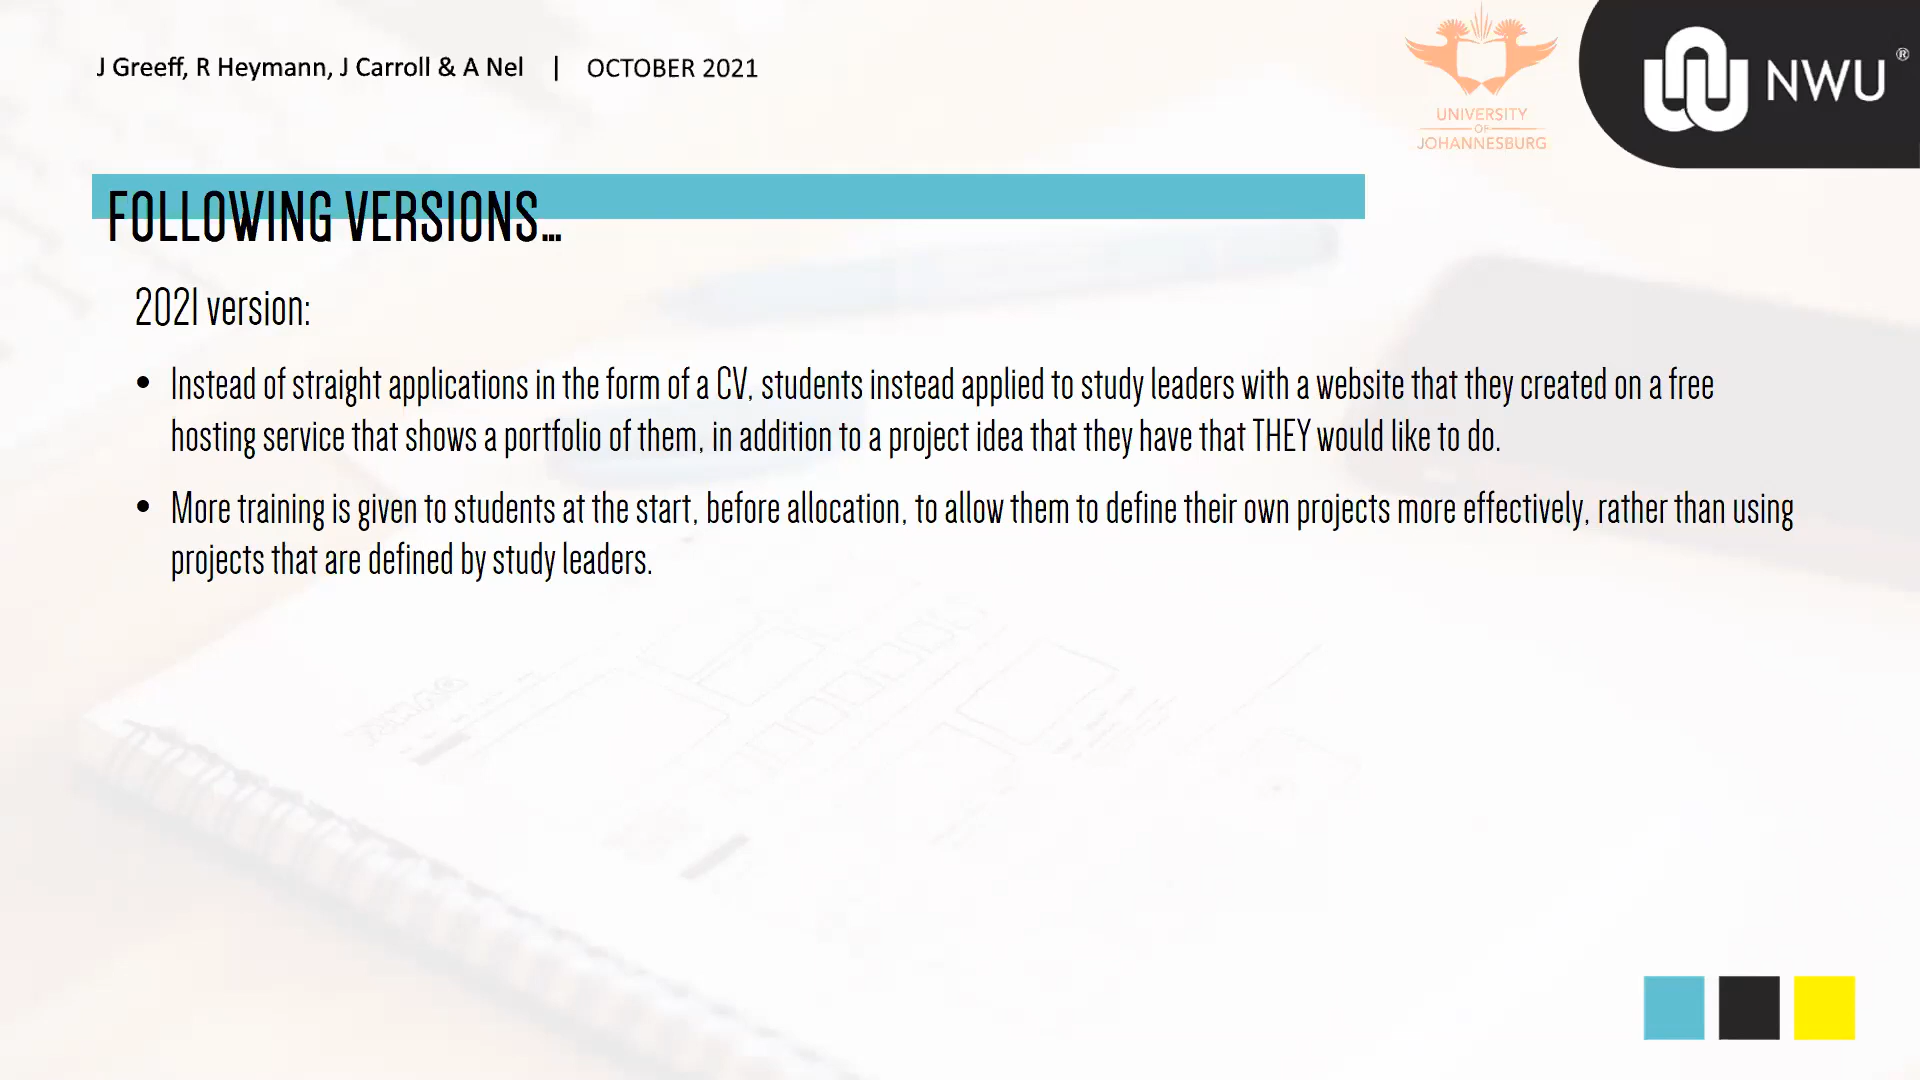 J Greeff, R Heymann, J Carroll & A Nel | OCTOBER 2021
UNIVERSITY
OF
JOHANNESBURG
NWU®
FOLLOWING VERSIONS…
2021 version:
• Instead of straight applications in the form of a CV, students instead applied to study leaders with a website that they created on a free
hosting service that shows a portfolio of them, in addition to a project idea that they have that THEY would like to do.
• More training is given to students at the start, before allocation, to allow them to define their own projects more effectively, rather than using
projects that are defined by study leaders.